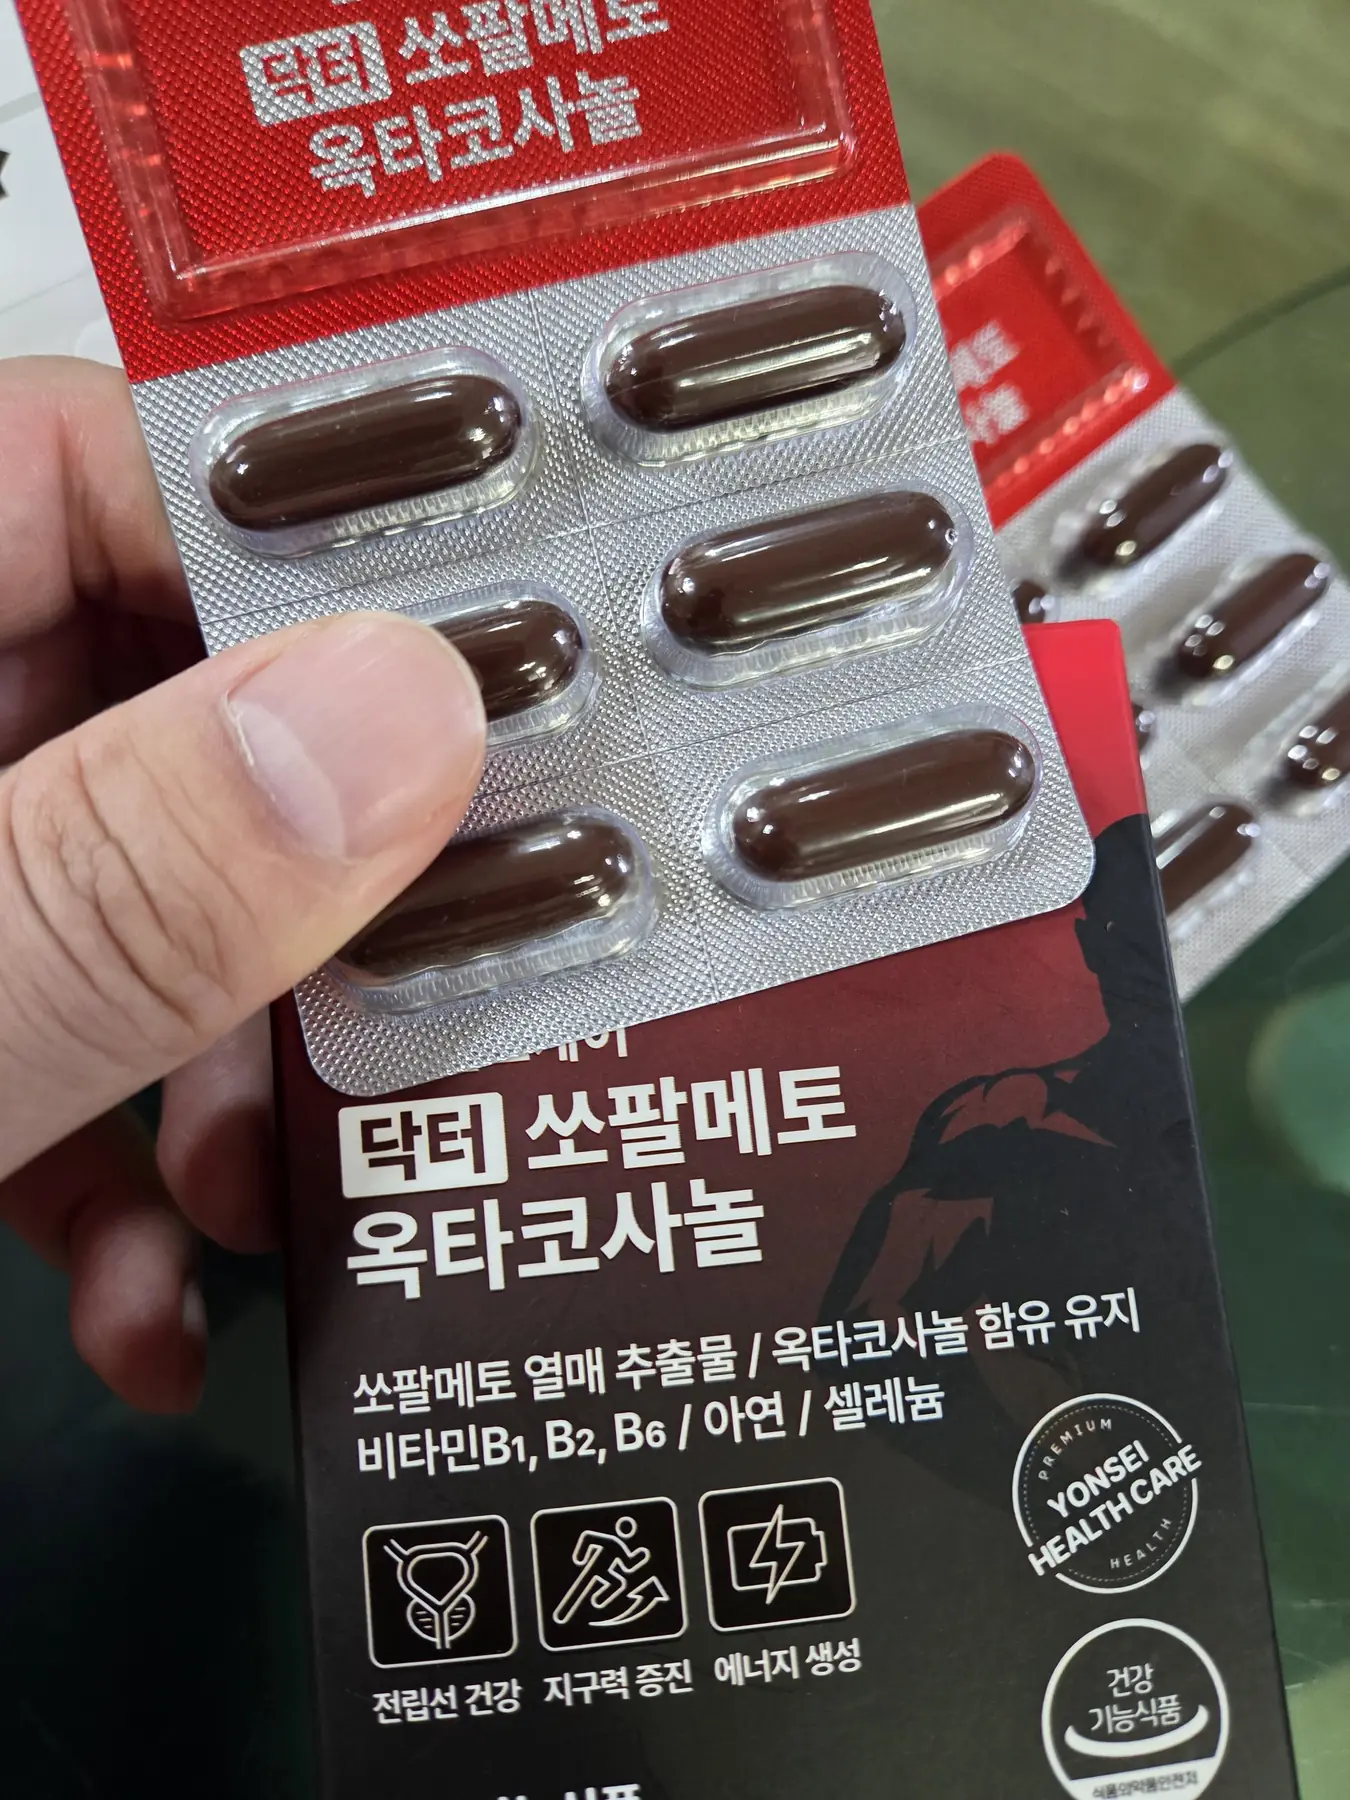 닥터 쏘팔메토
옥타코사놀
닥터 쏘팔메토
옥타코사놀
쏘팔메토 열매 추출물 / 옥타코사놀 함유 유지
비타민B1, B2, B6 / 아연 / 셀레늄
PREMIUM
YONSEI
HEALTH CARE
HEALTH
전립선 건강 지구력 증진 에너지 생성
건강
기능식품
식품의약품안전처